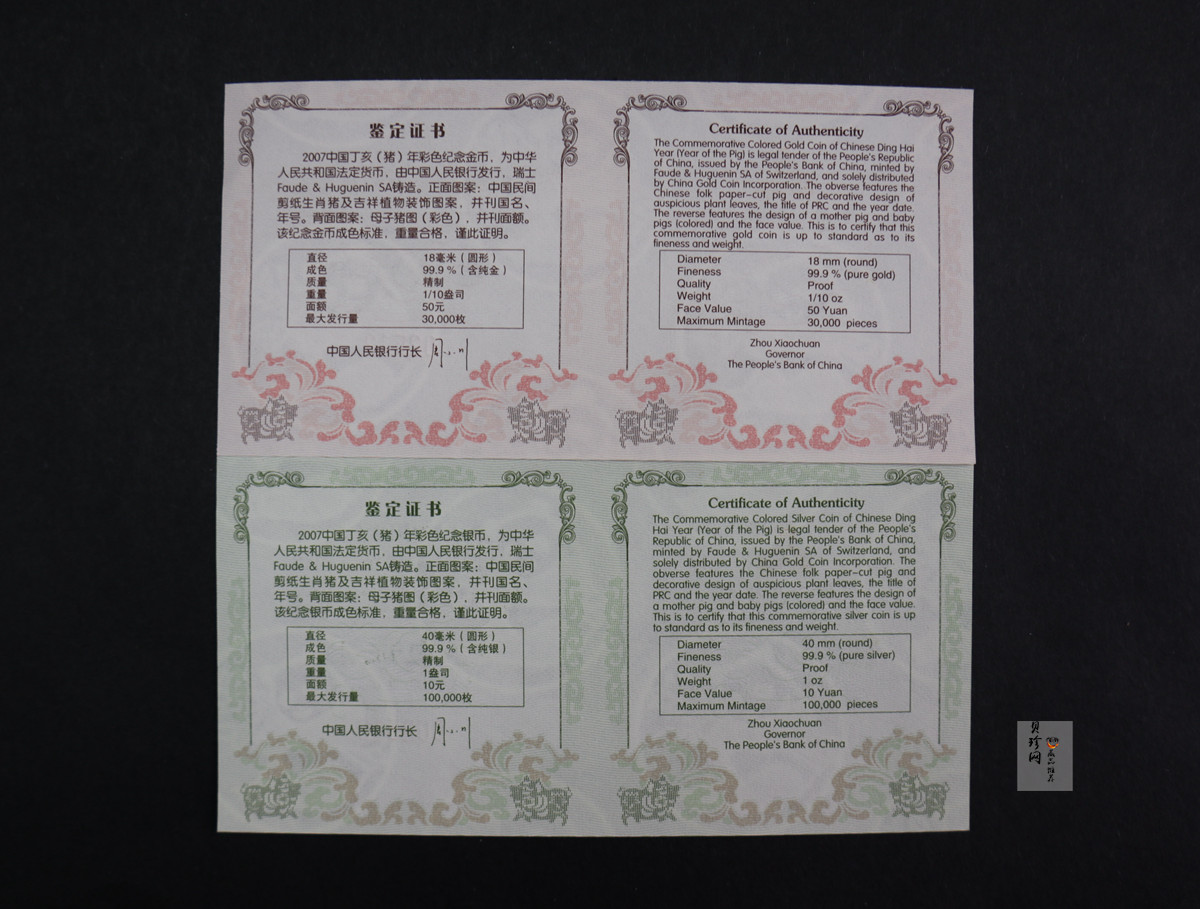 鉴定证书
2007中国丁亥（猪）年彩色纪念金币，为中华
人民共和国法定货币，由中国人民银行发行，瑞士
Faude & Huguenin SA铸造。正面图案：中国民间
剪纸生肖猪及吉祥植物装饰图案，并刊国名、
年号。背面图案：母子猪图（彩色），并刊面额。
该纪念金币成色标准，重量合格，谨此证明。
直径 18毫米（圆形）
成色 99.9 %（含纯金）
质量 精制
重量 1/10盎司
面额 50元
最大发行量 30,000枚
中国人民银行行长
Certificate of Authenticity
The Commemorative Colored Gold Coin of Chinese Ding Hai
Year (Year of the Pig) is legal tender of the People's Republic
of China, issued by the People's Bank of China, minted by
Faude & Huguenin SA of Switzerland, and solely distributed
by China Gold Coin Incorporation. The obverse features the
Chinese folk paper-cut pig and decorative design of
auspicious plant leaves, the title of PRC and the year date.
The reverse features the design of a mother pig and baby
pigs (colored) and the face value. This is to certify that this
commemorative gold coin is up to standard as to its
fineness and weight.
Diameter 18 mm (round)
Fineness 99.9 % (pure gold)
Quality Proof
Weight 1/10 oz
Face Value 50 Yuan
Maximum Mintage 30,000 pieces
Zhou Xiaochuan
Governor
The People's Bank of China
鉴定证书
2007中国丁亥（猪）年彩色纪念银币，为中华
人民共和国法定货币，由中国人民银行发行，瑞士
Faude & Huguenin SA铸造。正面图案：中国民间
剪纸生肖猪及吉祥植物装饰图案，并刊国名、
年号。背面图案：母子猪图（彩色），并刊面额。
该纪念银币成色标准，重量合格，谨此证明。
直径 40毫米（圆形）
成色 99.9 %（含纯银）
质量 精制
重量 1盎司
面额 10元
最大发行量 100,000枚
中国人民银行行长
Certificate of Authenticity
The Commemorative Colored Silver Coin of Chinese Ding
Hai Year (Year of the Pig) is legal tender of the People's
Republic of China, issued by the People's Bank of China,
minted by Faude & Huguenin SA of Switzerland, and
solely distributed by China Gold Coin Incorporation. The
obverse features the Chinese folk paper-cut pig and
decorative design of auspicious plant leaves, the title of
PRC and the year date. The reverse features the design of
a mother pig and baby pigs (colored) and the face value.
This is to certify that this commemorative silver coin is up
to standard as to its fineness and weight.
Diameter 40 mm (round)
Fineness 99.9 % (pure silver)
Quality Proof
Weight 1 oz
Face Value 10 Yuan
Maximum Mintage 100,000 pieces
Zhou Xiaochuan
Governor
The People's Bank of China
贝珍网